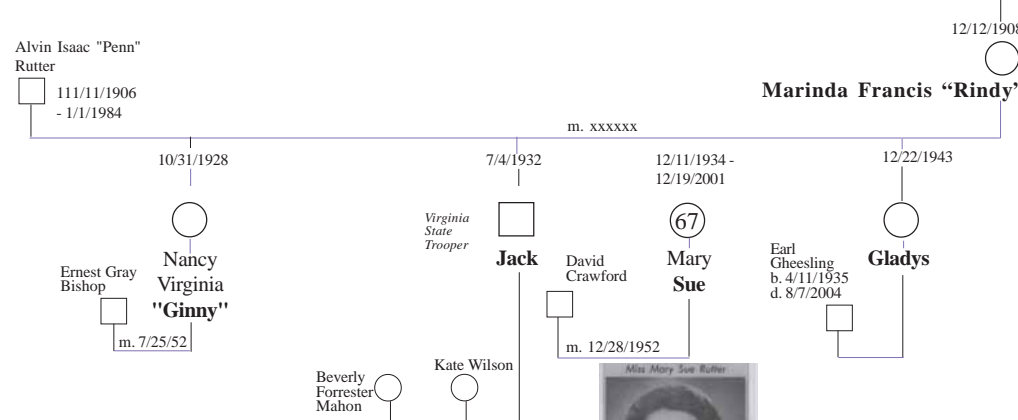 12/12/1908
Alvin Isaac "Penn"
Rutter
111/11/1906
- 1/1/1984
Marinda Francis “Rindy”
m. xxxxxx
10/31/1928
7/4/1932
12/11/1934 -
12/19/2001
12/22/1943
Virginia
State
Trooper
67
Nancy
Virginia
"Ginny"
Jack
Mary
Sue
Gladys
Ernest Gray
Bishop
David
Crawford
Earl
Gheesling
b. 4/11/1935
d. 8/7/2004
m. 7/25/52
m. 12/28/1952
Beverly
Forrester
Mahon
Kate Wilson
Miss Mary Sue Rutter